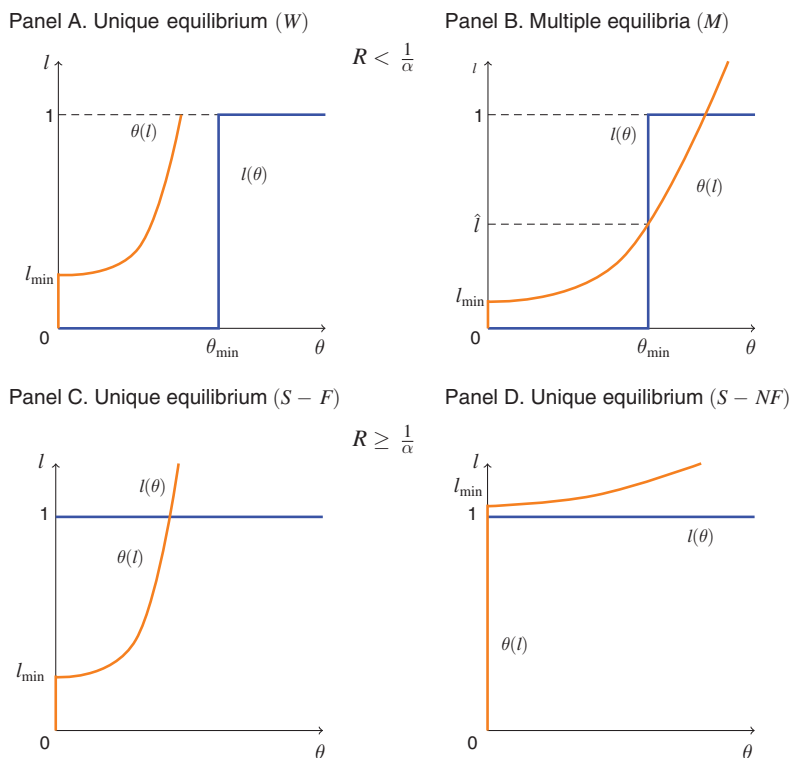 Panel A. Unique equilibrium (W)
Panel B. Multiple equilibria (M)
R < 1/α
l
1
θ(l)
l(θ)
l_min
0
θ_min
θ
l
1
l(θ)
θ(l)
l̂
l_min
0
θ_min
θ
Panel C. Unique equilibrium (S − F)
Panel D. Unique equilibrium (S − NF)
R ≥ 1/α
l
l(θ)
1
θ(l)
l_min
0
θ
l
l_min
1
l(θ)
θ(l)
0
θ